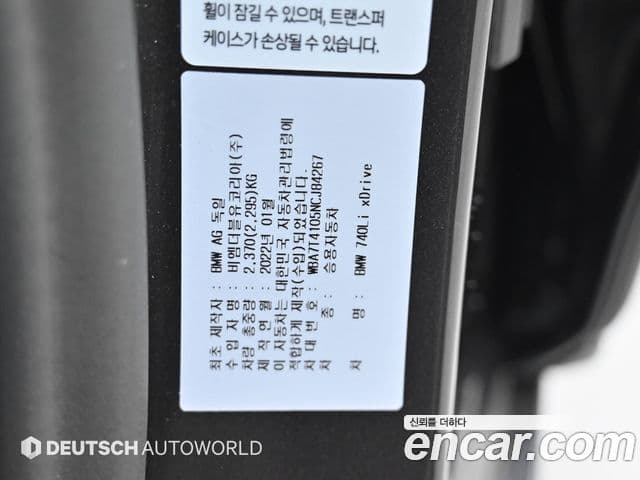 휠이 잠길 수 있으며, 트랜스퍼
케이스가 손상될 수 있습니다.
최초 제작자 : BMW AG 독일
수 입 자 명 : 비엠더블유코리아(주)
차량 총중량 : 2,370(2,295)KG
제 작 연 월 : 2022년 01월
이 자동차는 대한민국 자동차관리법령에
적합하게 제작(수입)되었습니다.
차 대 번 호 : WBA7T4105NCJ84267
차 종 : 승용자동차
차 명 : BMW 740Li xDrive
DEUTSCH AUTOWORLD
신뢰를 더하다
encar.com